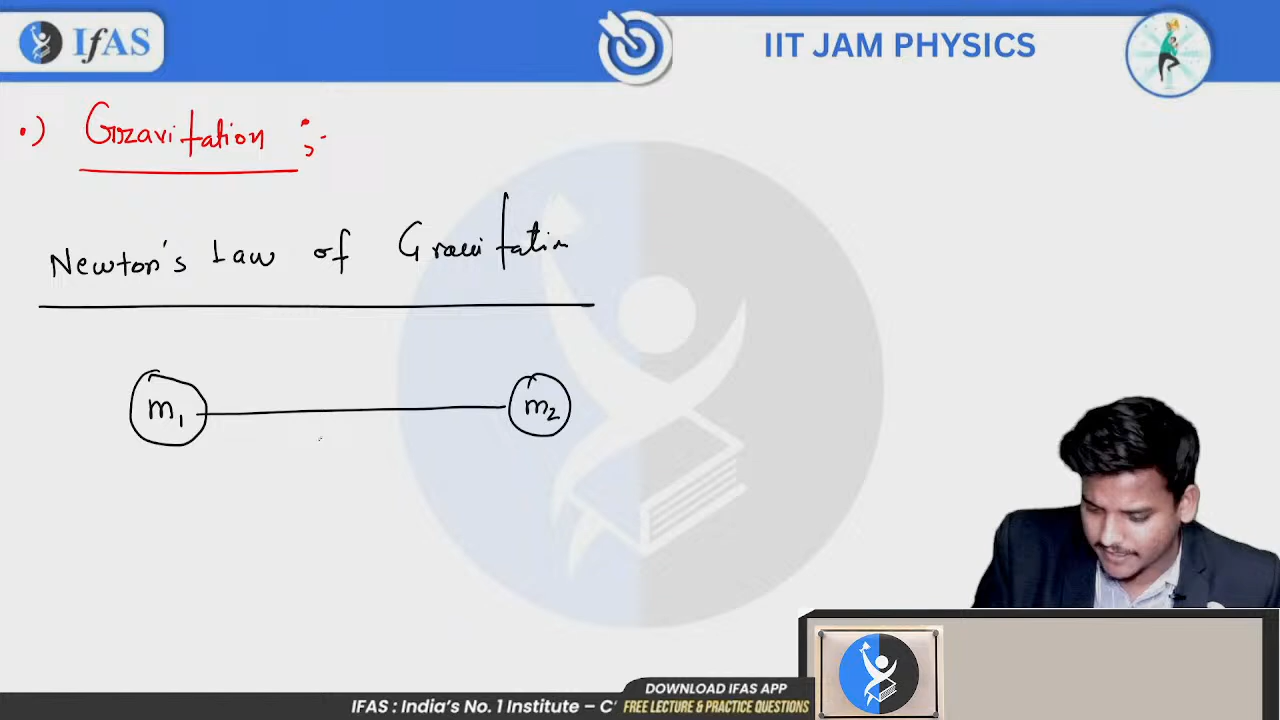 IfAS
IIT JAM PHYSICS
•) Gravitation :-
Newton's Law of Gravitation
m1 m2
DOWNLOAD IFAS APP
IFAS : India's No. 1 Institute – C
FREE LECTURE & PRACTICE QUESTIONS